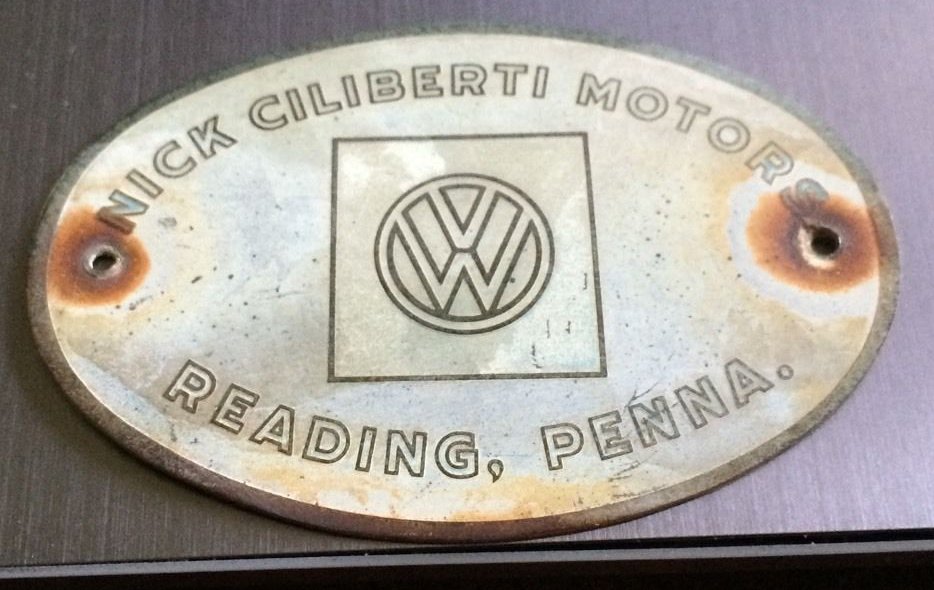 NICK CILIBERTI MOTORS
VW
READING, PENNA.